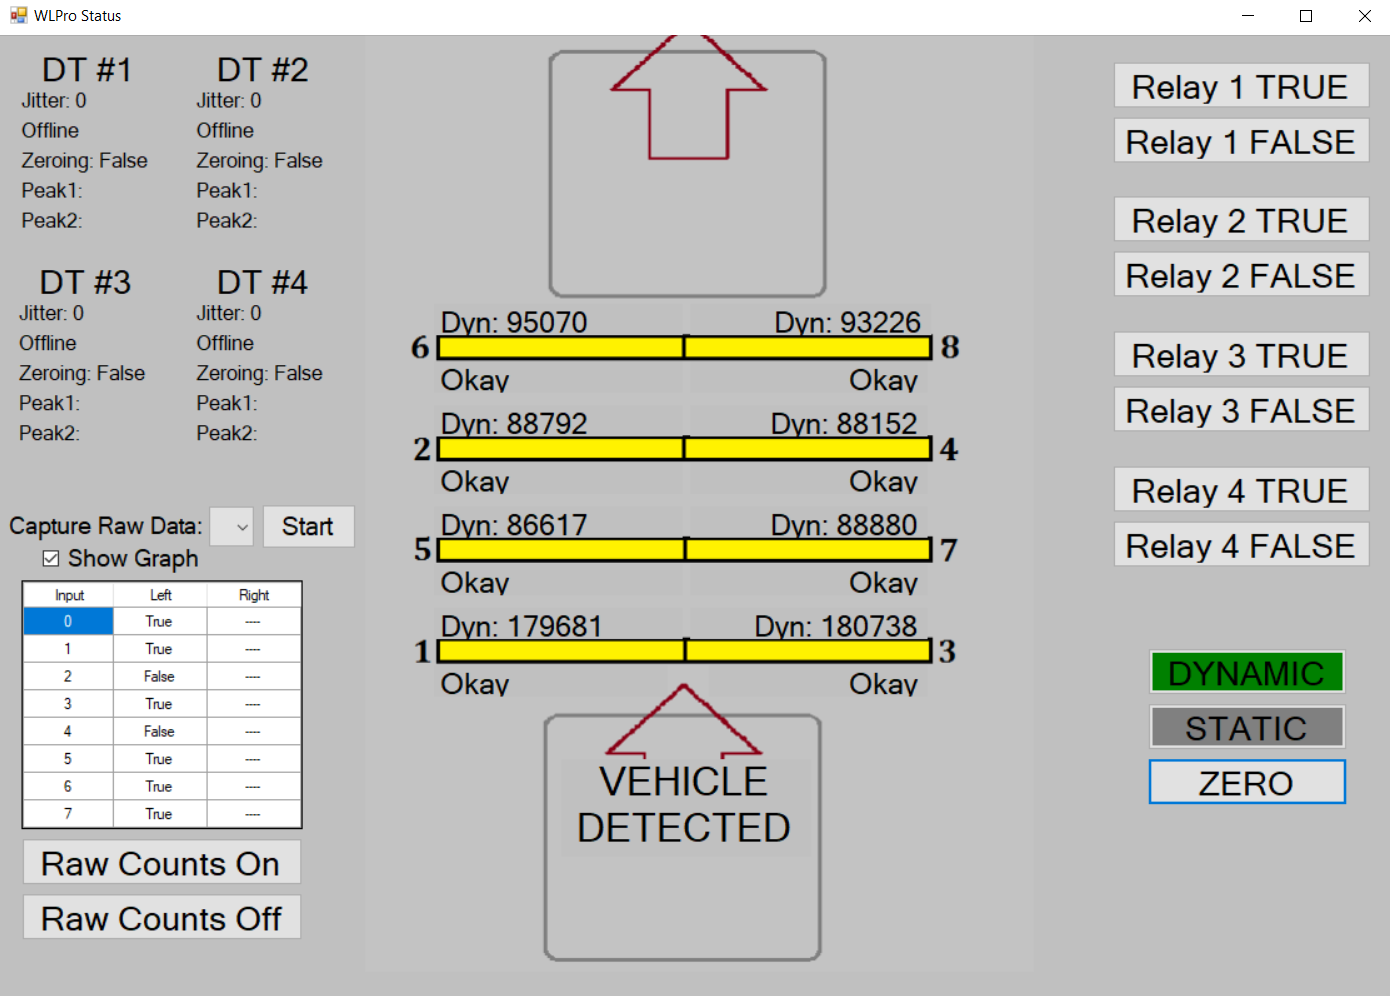 WLPro Status
DT #1
Jitter: 0
Offline
Zeroing: False
Peak1:
Peak2:
DT #2
Jitter: 0
Offline
Zeroing: False
Peak1:
Peak2:
DT #3
Jitter: 0
Offline
Zeroing: False
Peak1:
Peak2:
DT #4
Jitter: 0
Offline
Zeroing: False
Peak1:
Peak2:
Capture Raw Data: Start
Show Graph
Input Left Right
0 True ----
1 True ----
2 False ----
3 True ----
4 False ----
5 True ----
6 True ----
7 True ----
Raw Counts On
Raw Counts Off
Dyn: 95070 Dyn: 93226
6 8
Okay Okay
Dyn: 88792 Dyn: 88152
2 4
Okay Okay
Dyn: 86617 Dyn: 88880
5 7
Okay Okay
Dyn: 179681 Dyn: 180738
1 3
Okay Okay
VEHICLE
DETECTED
Relay 1 TRUE
Relay 1 FALSE
Relay 2 TRUE
Relay 2 FALSE
Relay 3 TRUE
Relay 3 FALSE
Relay 4 TRUE
Relay 4 FALSE
DYNAMIC
STATIC
ZERO